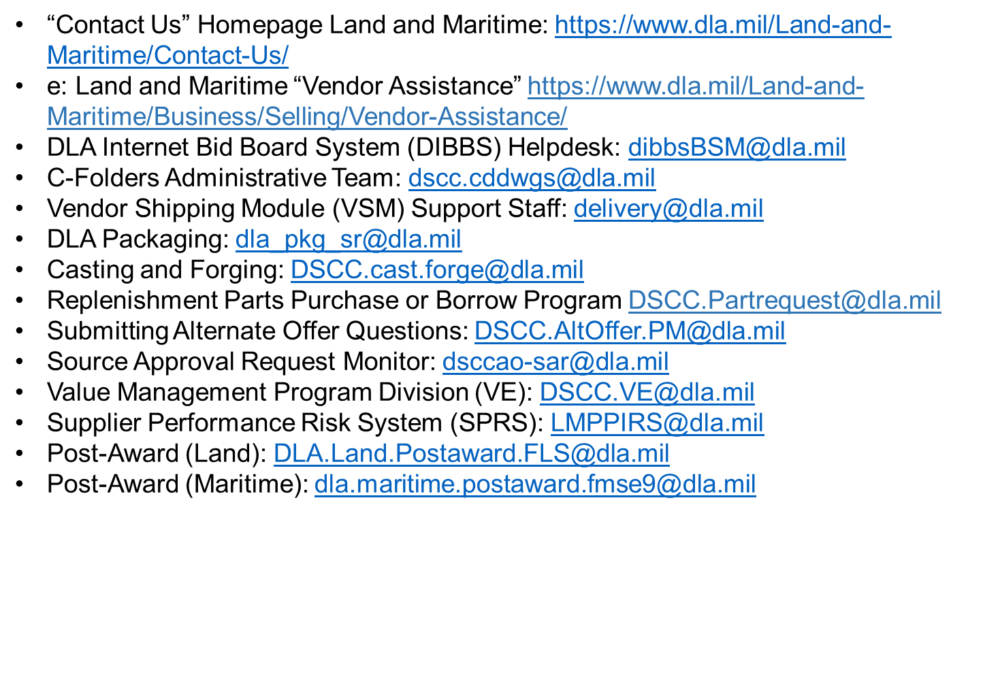 • “Contact Us” Homepage Land and Maritime: https://www.dla.mil/Land-and-
Maritime/Contact-Us/
• e: Land and Maritime “Vendor Assistance” https://www.dla.mil/Land-and-
Maritime/Business/Selling/Vendor-Assistance/
• DLA Internet Bid Board System (DIBBS) Helpdesk: dibbsBSM@dla.mil
• C-Folders Administrative Team: dscc.cddwgs@dla.mil
• Vendor Shipping Module (VSM) Support Staff: delivery@dla.mil
• DLA Packaging: dla_pkg_sr@dla.mil
• Casting and Forging: DSCC.cast.forge@dla.mil
• Replenishment Parts Purchase or Borrow Program DSCC.Partrequest@dla.mil
• Submitting Alternate Offer Questions: DSCC.AltOffer.PM@dla.mil
• Source Approval Request Monitor: dsccao-sar@dla.mil
• Value Management Program Division (VE): DSCC.VE@dla.mil
• Supplier Performance Risk System (SPRS): LMPPIRS@dla.mil
• Post-Award (Land): DLA.Land.Postaward.FLS@dla.mil
• Post-Award (Maritime): dla.maritime.postaward.fmse9@dla.mil